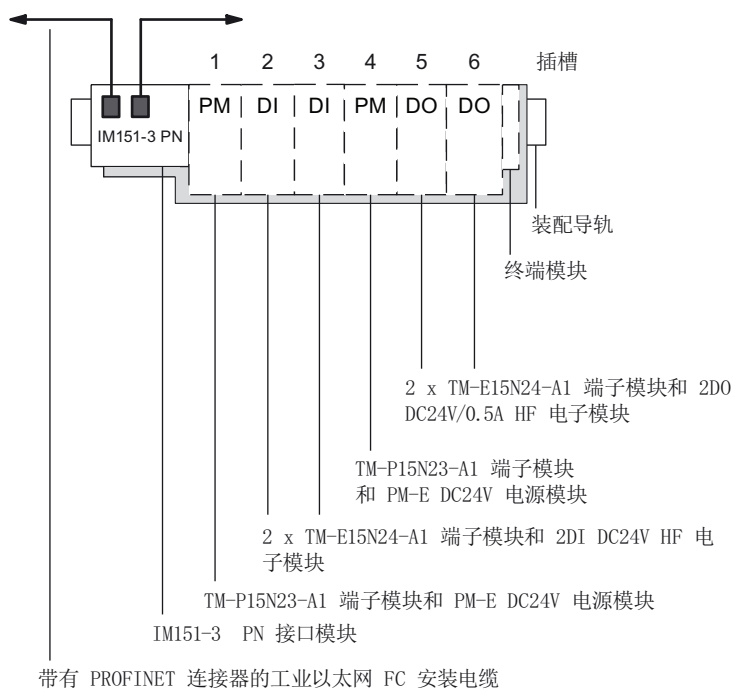 1 2 3 4 5 6 插槽
PM DI DI PM DO DO
IM151-3 PN
装配导轨
终端模块
2 x TM-E15N24-A1 端子模块和 2DO
DC24V/0.5A HF 电子模块
TM-P15N23-A1 端子模块
和 PM-E DC24V 电源模块
2 x TM-E15N24-A1 端子模块和 2DI DC24V HF 电
子模块
TM-P15N23-A1 端子模块和 PM-E DC24V 电源模块
IM151-3 PN 接口模块
带有 PROFINET 连接器的工业以太网 FC 安装电缆